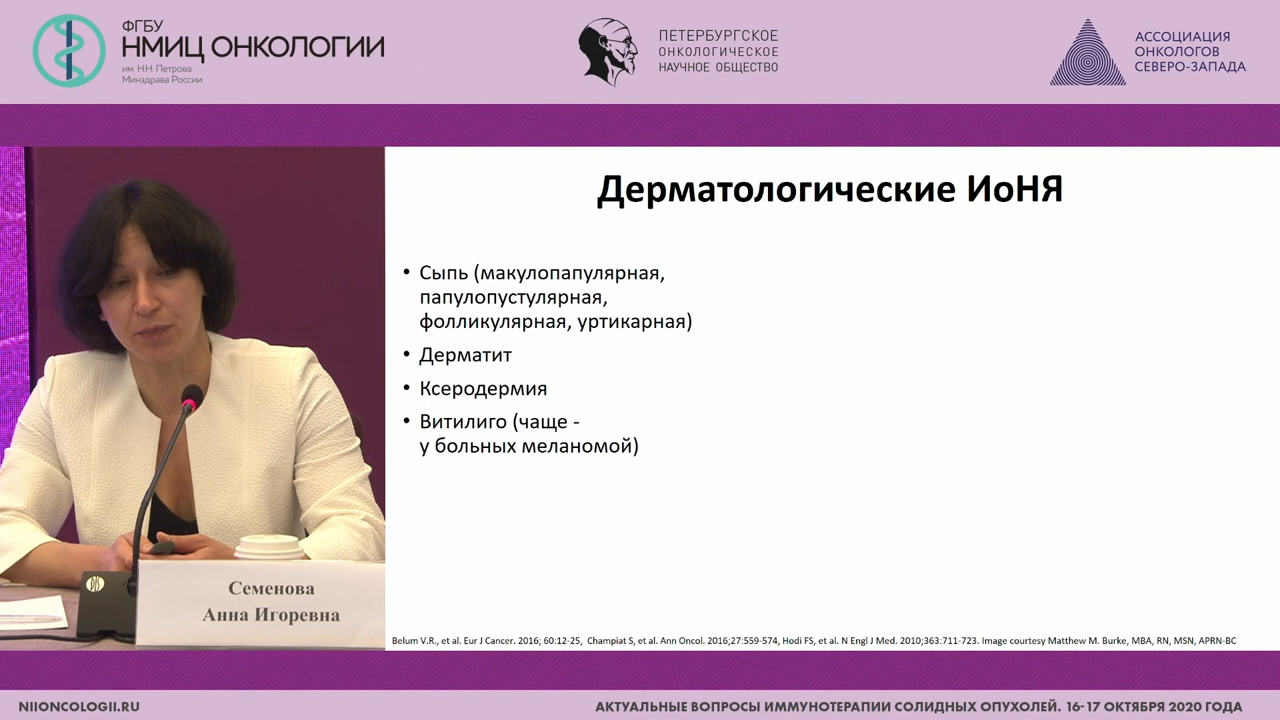 ФГБУ
НМИЦ ОНКОЛОГИИ
им. Н.Н. Петрова
Минздрава России
ПЕТЕРБУРГСКОЕ
ОНКОЛОГИЧЕСКОЕ
НАУЧНОЕ ОБЩЕСТВО
АССОЦИАЦИЯ
ОНКОЛОГОВ
СЕВЕРО-ЗАПАДА
Дерматологические ИоНЯ
• Сыпь (макулопапулярная,
папулопустулярная,
фолликулярная, уртикарная)
• Дерматит
• Ксеродермия
• Витилиго (чаще -
у больных меланомой)
Семенова
Анна Игоревна
Belum V.R., et al. Eur J Cancer. 2016; 60:12-25, Champiat S, et al. Ann Oncol. 2016;27:559-574, Hodi FS, et al. N Engl J Med. 2010;363:711-723. Image courtesy Matthew M. Burke, MBA, RN, MSN, APRN-BC
NIIONCOLOGII.RU
АКТУАЛЬНЫЕ ВОПРОСЫ ИММУНОТЕРАПИИ СОЛИДНЫХ ОПУХОЛЕЙ. 16-17 ОКТЯБРЯ 2020 ГОДА